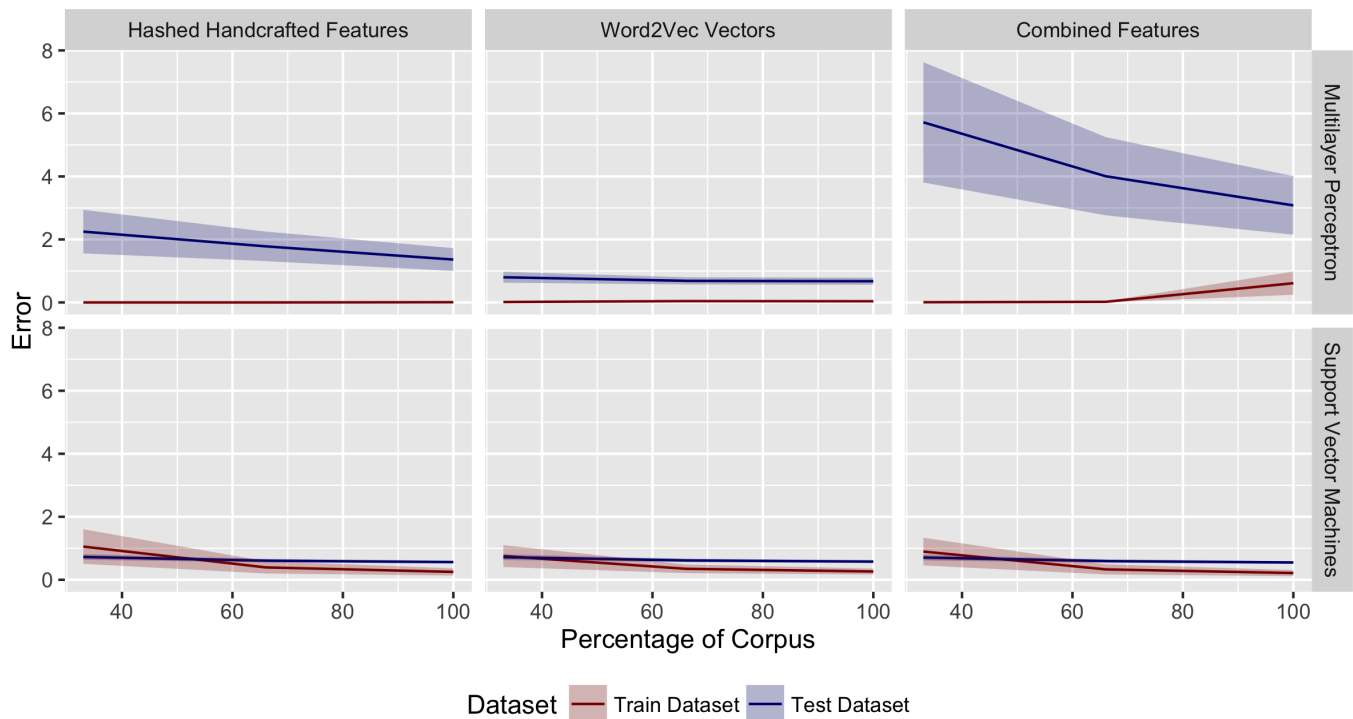 Hashed Handcrafted Features
Word2Vec Vectors
Combined Features
8
6
4
2
0
Multilayer Perceptron
Error
8
6
4
2
0
Support Vector Machines
40 60 80 100
40 60 80 100
40 60 80 100
Percentage of Corpus
Dataset Train Dataset Test Dataset